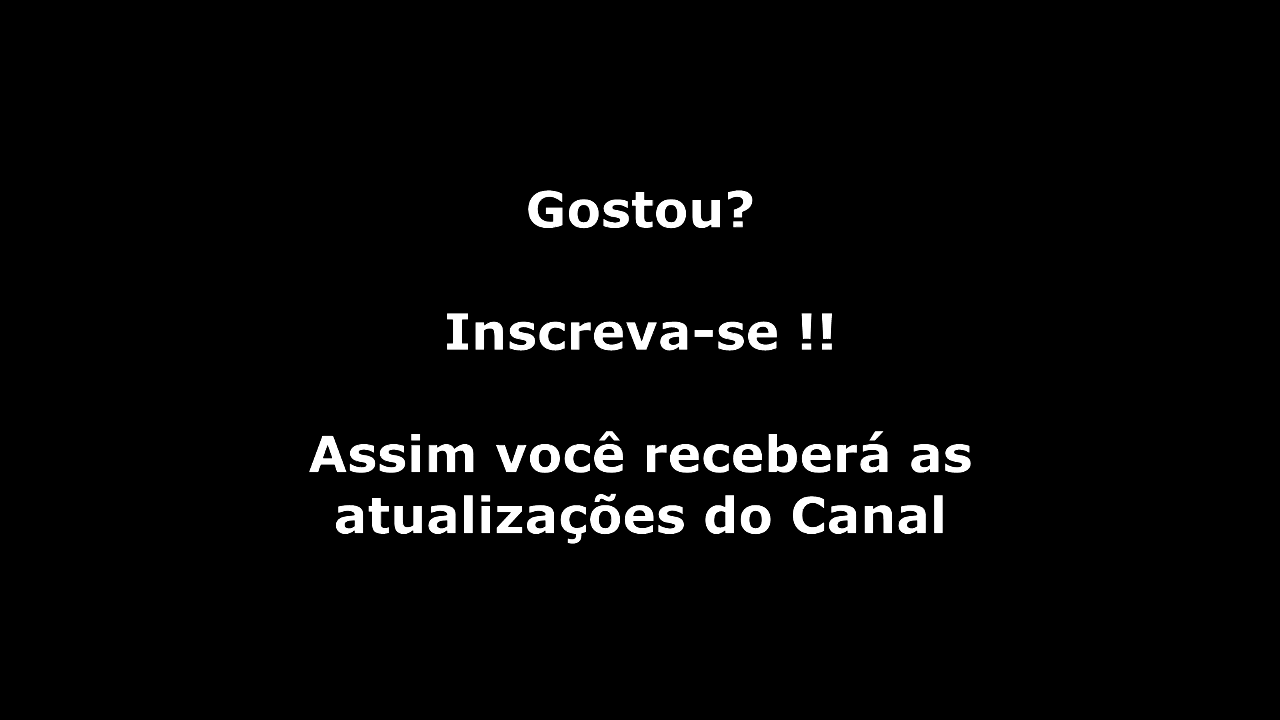 Gostou?
Inscreva-se !!
Assim você receberá as
atualizações do Canal